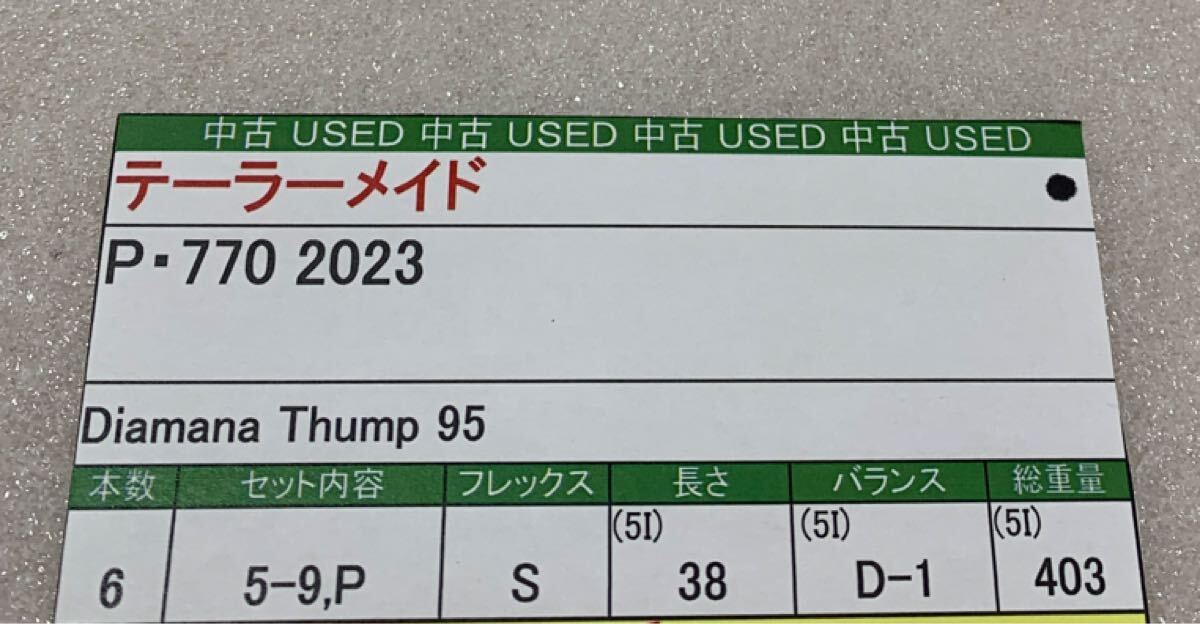 中古 USED 中古 USED 中古 USED 中古 USED
テーラーメイド
P・770 2023
Diamana Thump 95
本数 セット内容 フレックス 長さ バランス 総重量
(5I) (5I) (5I)
6 5-9,P S 38 D-1 403